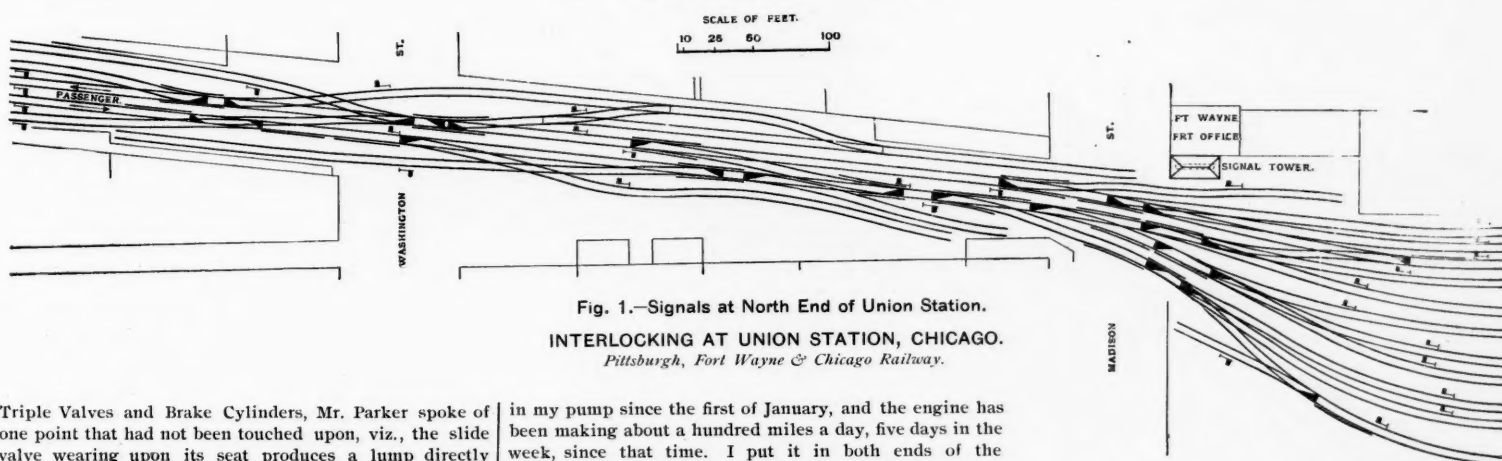 SCALE OF FEET.
10 25 50 100
ST.
ST.
PASSENGER.
FT WAYNE
FRT OFFICE
SIGNAL TOWER.
WASHINGTON
MADISON
Fig. 1.—Signals at North End of Union Station.
INTERLOCKING AT UNION STATION, CHICAGO.
Pittsburgh, Fort Wayne & Chicago Railway.
Triple Valves and Brake Cylinders, Mr. Parker spoke of
one point that had not been touched upon, viz., the slide
valve wearing upon its seat produces a lump directly
in my pump since the first of January, and the engine has
been making about a hundred miles a day, five days in the
week, since that time. I put it in both ends of the